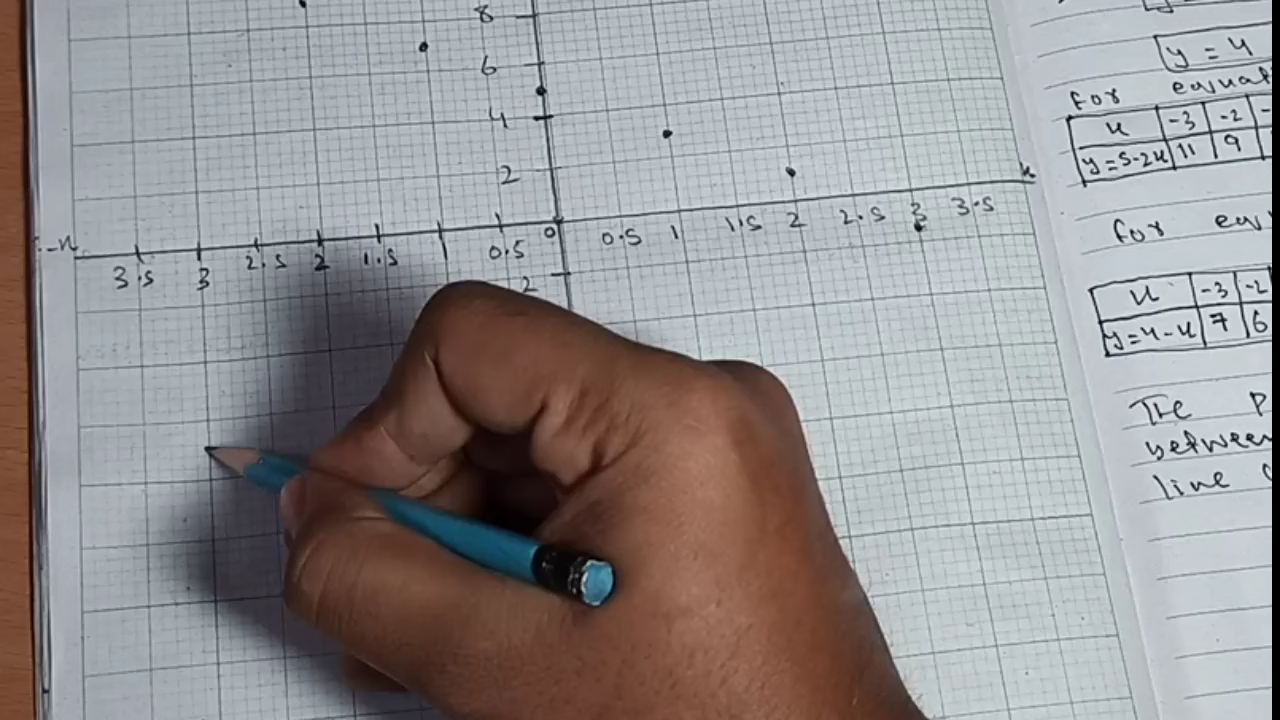 8
6
4
2
x
-x
3.5 3 2.5 2 1.5 1 0.5 0 0.5 1 1.5 2 2.5 3 3.5
2
y = 4
For equat
x -3 -2
y=5-2x 11 9
for eq
x -3 -2
y=4-x 7 6
The P
between
line